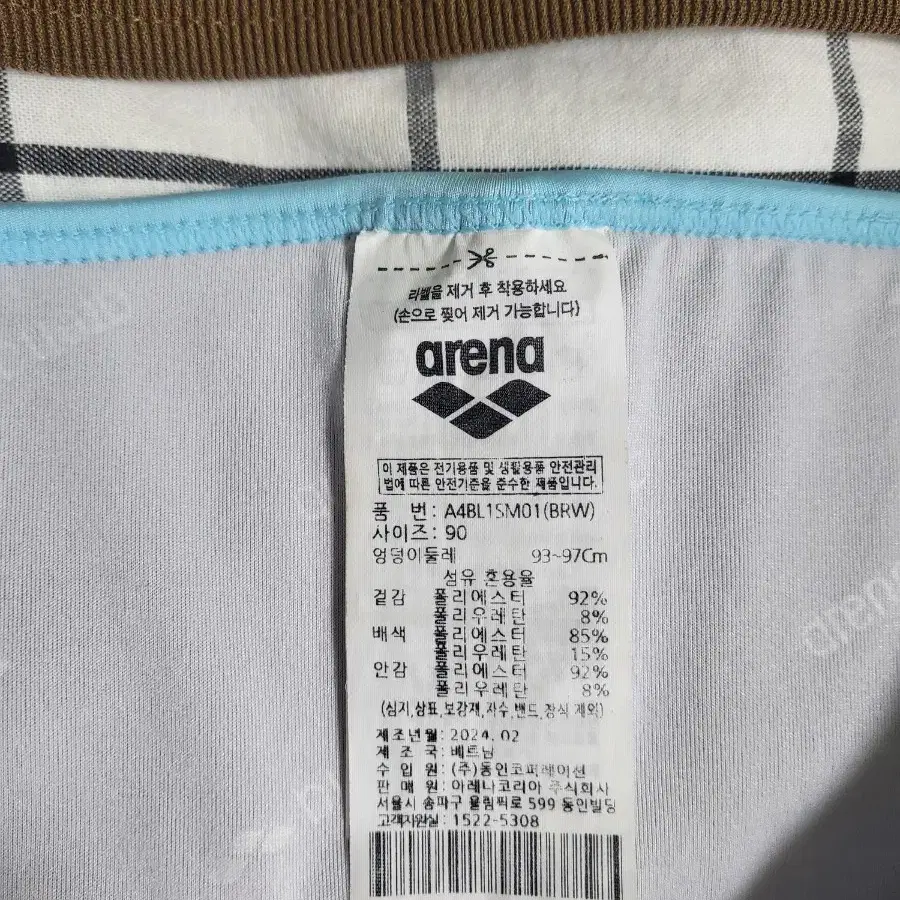 라벨을 제거 후 착용하세요
(손으로 찢어 제거 가능합니다)
arena
이 제품은 전기용품 및 생활용품 안전관리
법에 따른 안전기준을 준수한 제품입니다.
품 번: A4BL1SM01(BRW)
사이즈: 90
엉덩이둘레 93~97Cm
섬유 혼용율
겉감 폴리에스터 92%
폴리우레탄 8%
배색 폴리에스터 85%
폴리우레탄 15%
안감 폴리에스터 92%
폴리우레탄 8%
(심지,상표,보강재,자수,밴드,장식 제외)
제조년월: 2024. 02
제 조 국: 베트남
수 입 원: (주)동인코퍼레이션
판 매 원: 아레나코리아 주식회사
서울시 송파구 올림픽로 599 동인빌딩
고객지원실: 1522-5308
arena